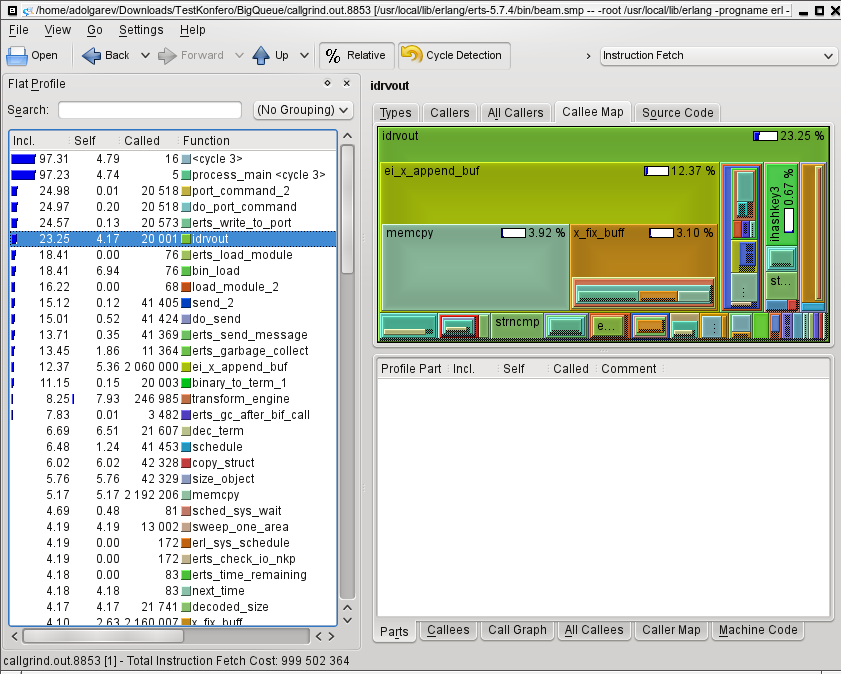 /home/adolgarev/Downloads/TestKonfero/BigQueue/callgrind.out.8853 [/usr/local/lib/erlang/erts-5.7.4/bin/beam.smp -- -root /usr/local/lib/erlang -progname erl -
File View Go Settings Help
Open Back Forward Up % Relative Cycle Detection Instruction Fetch
Flat Profile
Search: (No Grouping)
Incl. Self Called Function
97.31 4.79 16 <cycle 3>
97.23 4.74 5 process_main <cycle 3>
24.98 0.01 20 518 port_command_2
24.97 0.20 20 518 do_port_command
24.57 0.13 20 573 erts_write_to_port
23.25 4.17 20 001 idrvout
18.41 0.00 76 erts_load_module
18.41 6.94 76 bin_load
16.22 0.00 68 load_module_2
15.12 0.12 41 405 send_2
15.01 0.52 41 424 do_send
13.71 0.35 41 369 erts_send_message
13.45 1.86 11 364 erts_garbage_collect
12.37 5.36 2 060 000 ei_x_append_buf
11.15 0.15 20 003 binary_to_term_1
8.25 7.93 246 985 transform_engine
7.83 0.01 3 482 erts_gc_after_bif_call
6.69 6.51 21 607 dec_term
6.48 1.24 41 453 schedule
6.02 6.02 42 328 copy_struct
5.76 5.76 42 329 size_object
5.17 5.17 2 192 206 memcpy
4.69 0.48 81 sched_sys_wait
4.19 4.19 13 002 sweep_one_area
4.19 0.00 172 erl_sys_schedule
4.19 0.00 172 erts_check_io_nkp
4.18 0.00 83 erts_time_remaining
4.18 4.18 83 next_time
4.17 4.17 21 741 decoded_size
4.10 2.63 2 160 007 x_fix_buff
idrvout
Types Callers All Callers Callee Map Source Code
idrvout 23.25 %
ei_x_append_buf 12.37 %
memcpy 3.92 %
x_fix_buff 3.10 %
ihashkey3 0.67 %
st...
strncmp
e...
Profile Part Incl. Self Called Comment
Parts Callees Call Graph All Callees Caller Map Machine Code
callgrind.out.8853 [1] - Total Instruction Fetch Cost: 999 502 364